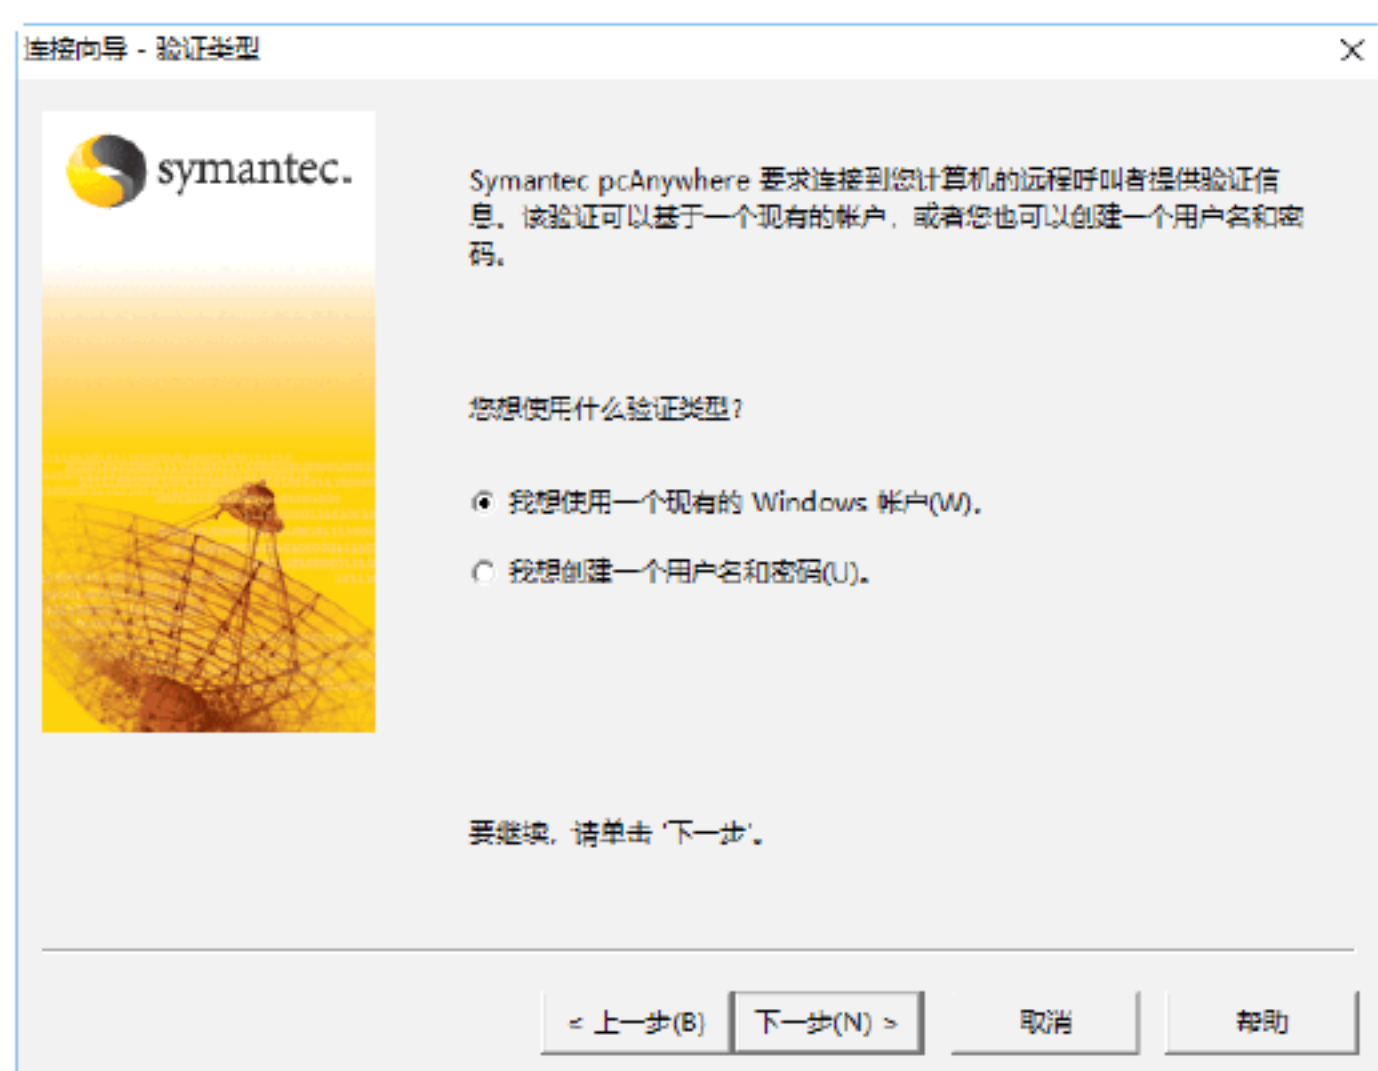 连接向导 - 验证类型
symantec.
Symantec pcAnywhere 要求连接到您计算机的远程呼叫者提供验证信
息。该验证可以基于一个现有的帐户，或者您也可以创建一个用户名和密
码。
您想使用什么验证类型?
我想使用一个现有的 Windows 帐户(W)。
我想创建一个用户名和密码(U)。
要继续，请单击 '下一步'。
< 上一步(B)
下一步(N) >
取消
帮助